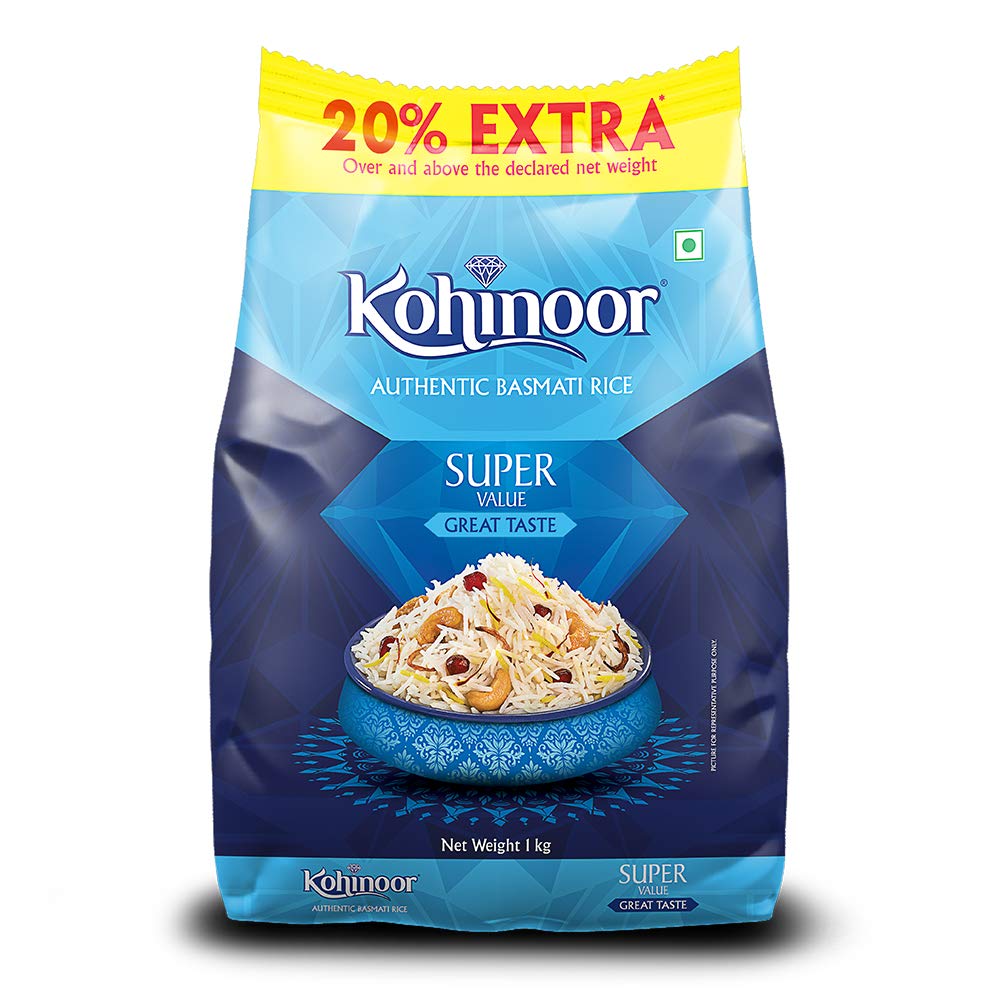 20% EXTRA*
Over and above the declared net weight
Kohinoor®
AUTHENTIC BASMATI RICE
SUPER
VALUE
GREAT TASTE
PICTURE FOR REPRESENTATIVE PURPOSE ONLY.
Net Weight 1 kg
Kohinoor
AUTHENTIC BASMATI RICE
SUPER
VALUE
GREAT TASTE